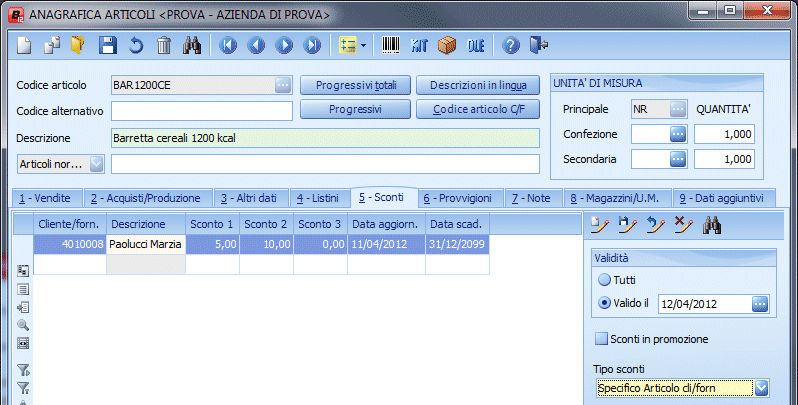 ANAGRAFICA ARTICOLI <PROVA - AZIENDA DI PROVA>
KIT OLE
Codice articolo BAR1200CE Progressivi totali Descrizioni in lingua UNITA' DI MISURA
Codice alternativo Progressivi Codice articolo C/F Principale NR QUANTITA'
Descrizione Barretta cereali 1200 kcal Confezione 1,000
Articoli nor... Secondaria 1,000
1 - Vendite 2 - Acquisti/Produzione 3 - Altri dati 4 - Listini 5 - Sconti 6 - Provvigioni 7 - Note 8 - Magazzini/U.M. 9 - Dati aggiuntivi
Cliente/forn. Descrizione Sconto 1 Sconto 2 Sconto 3 Data aggiorn. Data scad.
4010008 Paolucci Marzia 5,00 10,00 0,00 11/04/2012 31/12/2099
Validità
Tutti
Valido il 12/04/2012
Sconti in promozione
Tipo sconti
Specifico Articolo cli/forn